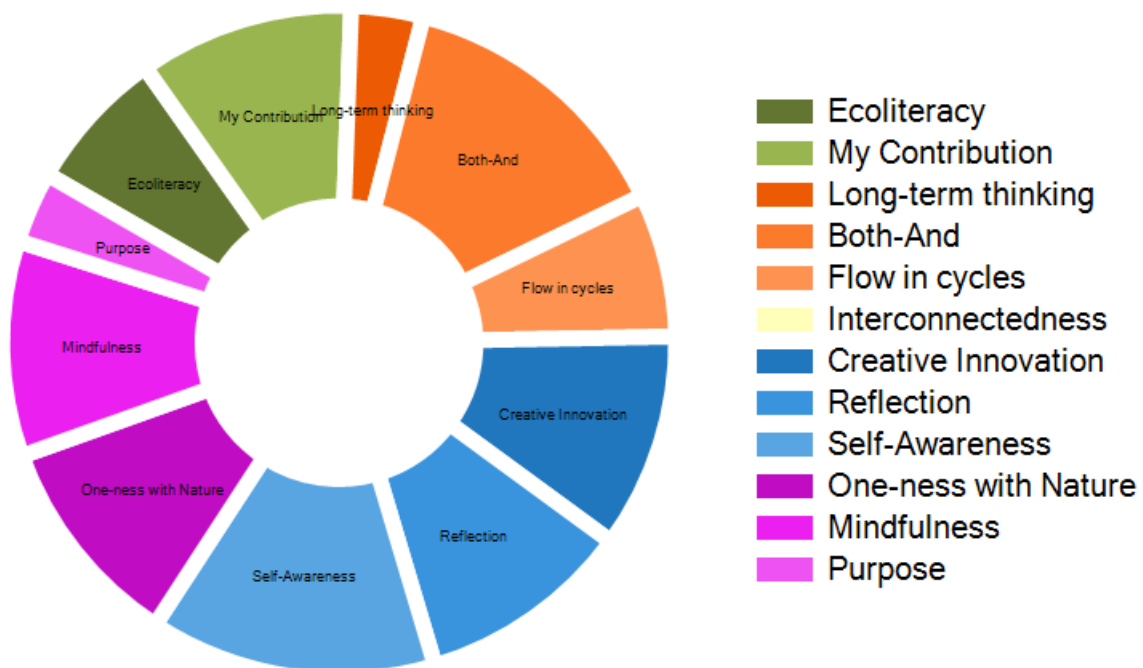 Long-term thinking
My Contribution
Both-And
Ecoliteracy
Purpose
Flow in cycles
Mindfulness
Creative Innovation
One-ness with Nature
Reflection
Self-Awareness
Ecoliteracy
My Contribution
Long-term thinking
Both-And
Flow in cycles
Interconnectedness
Creative Innovation
Reflection
Self-Awareness
One-ness with Nature
Mindfulness
Purpose